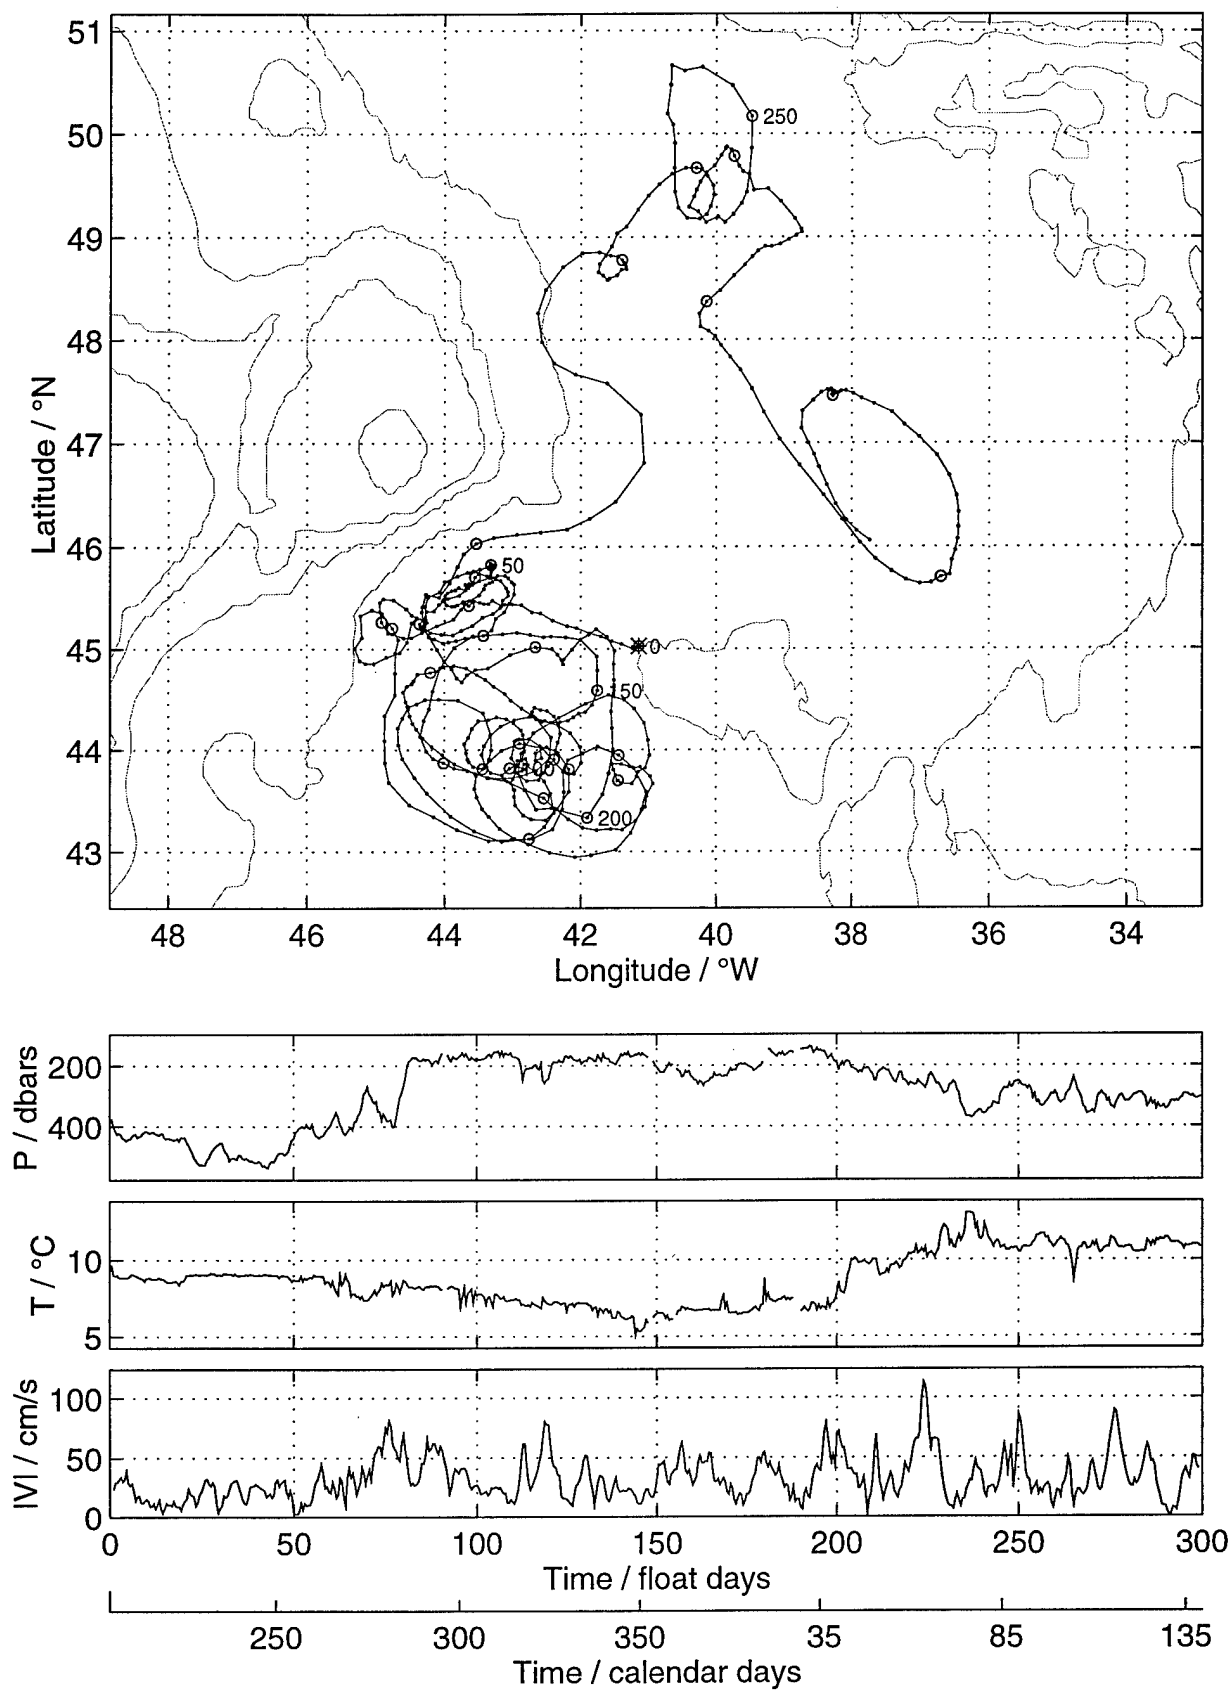 51
50
49
48
47
46
45
44
43
Latitude / °N
250
50
0
150
100
200
48 46 44 42 40 38 36 34
Longitude / °W
P / dbars
200
400
T / °C
10
5
|V| / cm/s
100
50
0
0 50 100 150 200 250 300
Time / float days
250 300 350 35 85 135
Time / calendar days